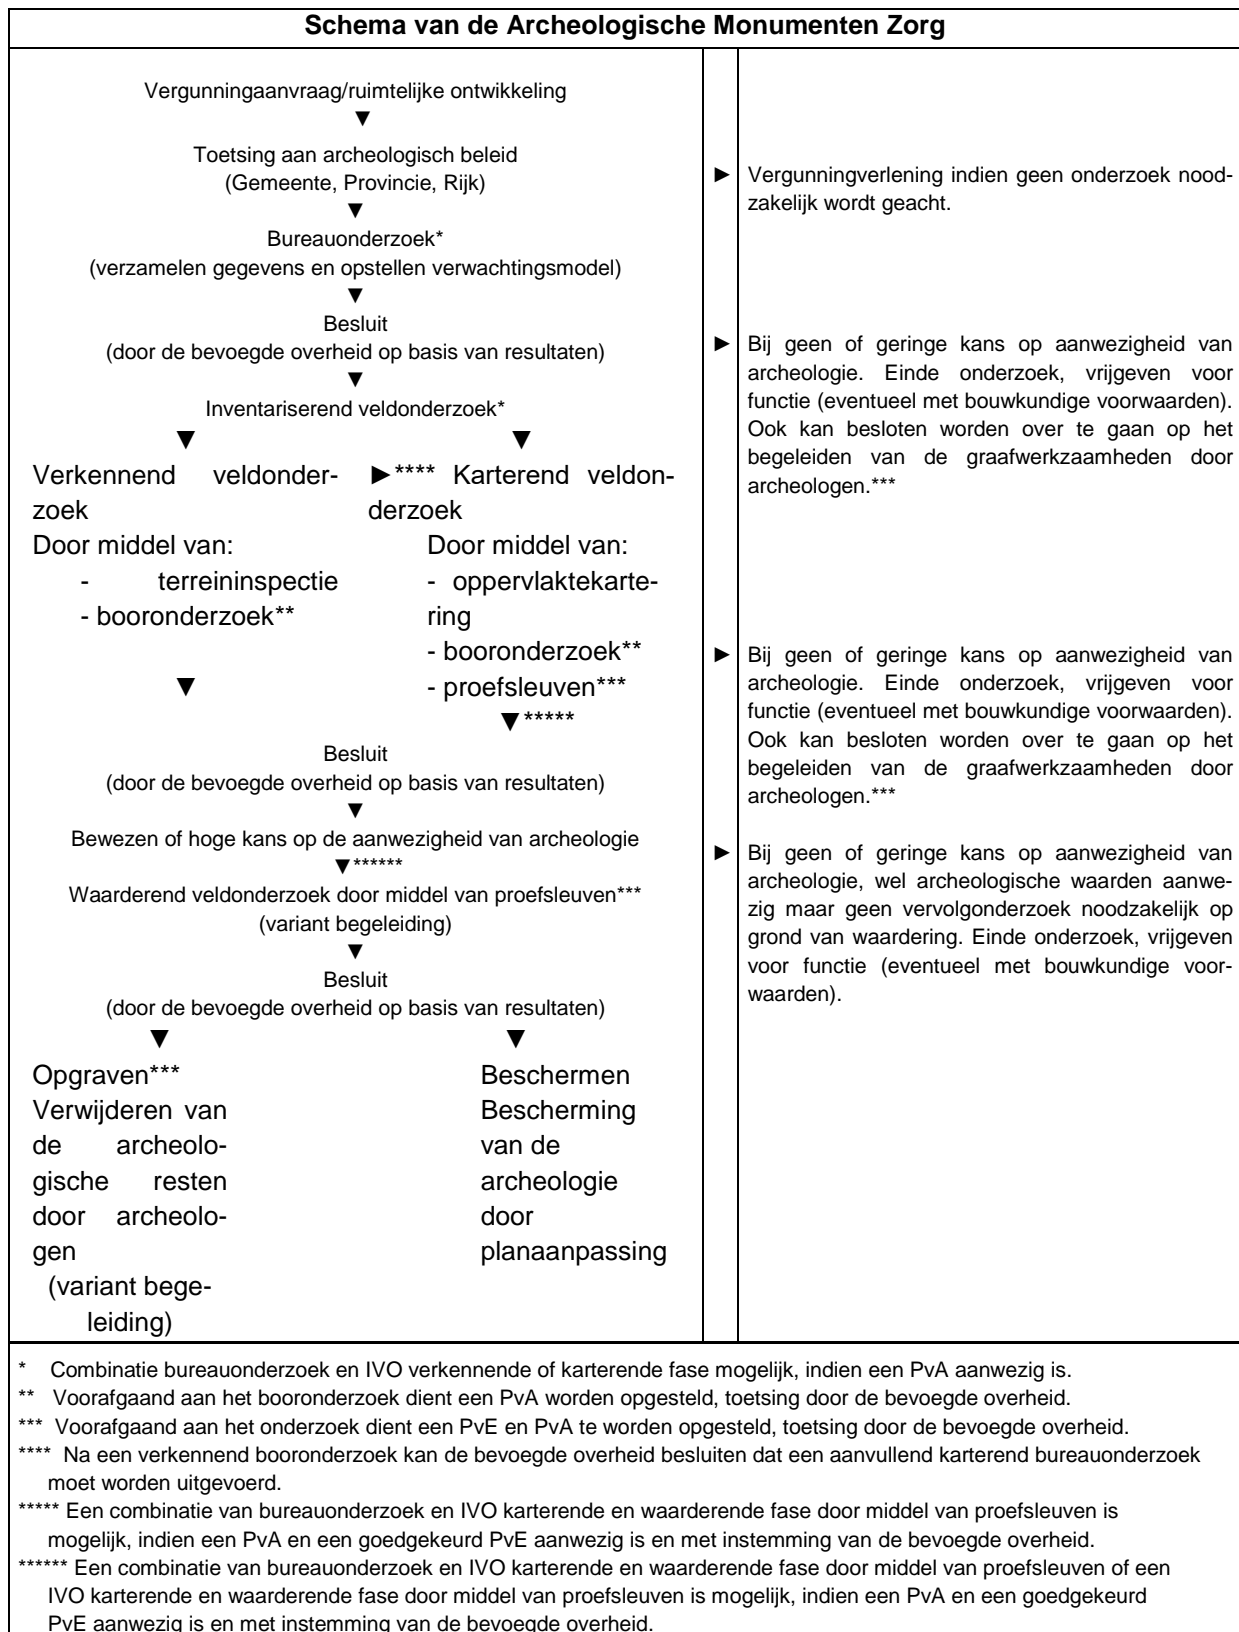 Schema van de Archeologische Monumenten Zorg
Vergunningaanvraag/ruimtelijke ontwikkeling
▼
Toetsing aan archeologisch beleid
(Gemeente, Provincie, Rijk)
▼
Bureauonderzoek*
(verzamelen gegevens en opstellen verwachtingsmodel)
▼
Besluit
(door de bevoegde overheid op basis van resultaten)
▼
Inventariserend veldonderzoek*
▼ ▼
Verkennend veldonder-
zoek
Door middel van:
- terreininspectie
- booronderzoek**
▼
►**** Karterend veldon-
derzoek
Door middel van:
- oppervlaktekarte-
ring
- booronderzoek**
- proefsleuven***
▼*****
Besluit
(door de bevoegde overheid op basis van resultaten)
▼
Bewezen of hoge kans op de aanwezigheid van archeologie
▼******
Waarderend veldonderzoek door middel van proefsleuven***
(variant begeleiding)
▼
Besluit
(door de bevoegde overheid op basis van resultaten)
▼ ▼
Opgraven***
Verwijderen van
de archeolo-
gische resten
door archeolo-
gen
(variant bege-
leiding)
Beschermen
Bescherming
van de
archeologie
door
planaanpassing
► Vergunningverlening indien geen onderzoek nood-
zakelijk wordt geacht.
► Bij geen of geringe kans op aanwezigheid van
archeologie. Einde onderzoek, vrijgeven voor
functie (eventueel met bouwkundige voorwaarden).
Ook kan besloten worden over te gaan op het
begeleiden van de graafwerkzaamheden door
archeologen.***
► Bij geen of geringe kans op aanwezigheid van
archeologie. Einde onderzoek, vrijgeven voor
functie (eventueel met bouwkundige voorwaarden).
Ook kan besloten worden over te gaan op het
begeleiden van de graafwerkzaamheden door
archeologen.***
► Bij geen of geringe kans op aanwezigheid van
archeologie, wel archeologische waarden aanwe-
zig maar geen vervolgonderzoek noodzakelijk op
grond van waardering. Einde onderzoek, vrijgeven
voor functie (eventueel met bouwkundige voor-
waarden).
* Combinatie bureauonderzoek en IVO verkennende of karterende fase mogelijk, indien een PvA aanwezig is.
** Voorafgaand aan het booronderzoek dient een PvA worden opgesteld, toetsing door de bevoegde overheid.
*** Voorafgaand aan het onderzoek dient een PvE en PvA te worden opgesteld, toetsing door de bevoegde overheid.
**** Na een verkennend booronderzoek kan de bevoegde overheid besluiten dat een aanvullend karterend bureauonderzoek
moet worden uitgevoerd.
***** Een combinatie van bureauonderzoek en IVO karterende en waarderende fase door middel van proefsleuven is
mogelijk, indien een PvA en een goedgekeurd PvE aanwezig is en met instemming van de bevoegde overheid.
****** Een combinatie van bureauonderzoek en IVO karterende en waarderende fase door middel van proefsleuven of een
IVO karterende en waarderende fase door middel van proefsleuven is mogelijk, indien een PvA en een goedgekeurd
PvE aanwezig is en met instemming van de bevoegde overheid.